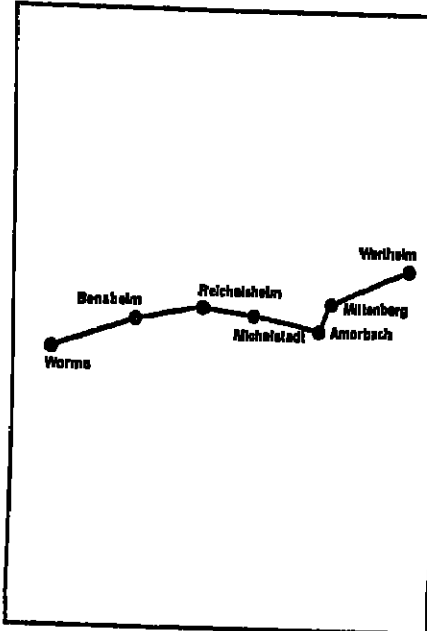 Wertheim
Reichelsheim
Bensheim
Miltenberg
Michelstadt
Amorbach
Worms